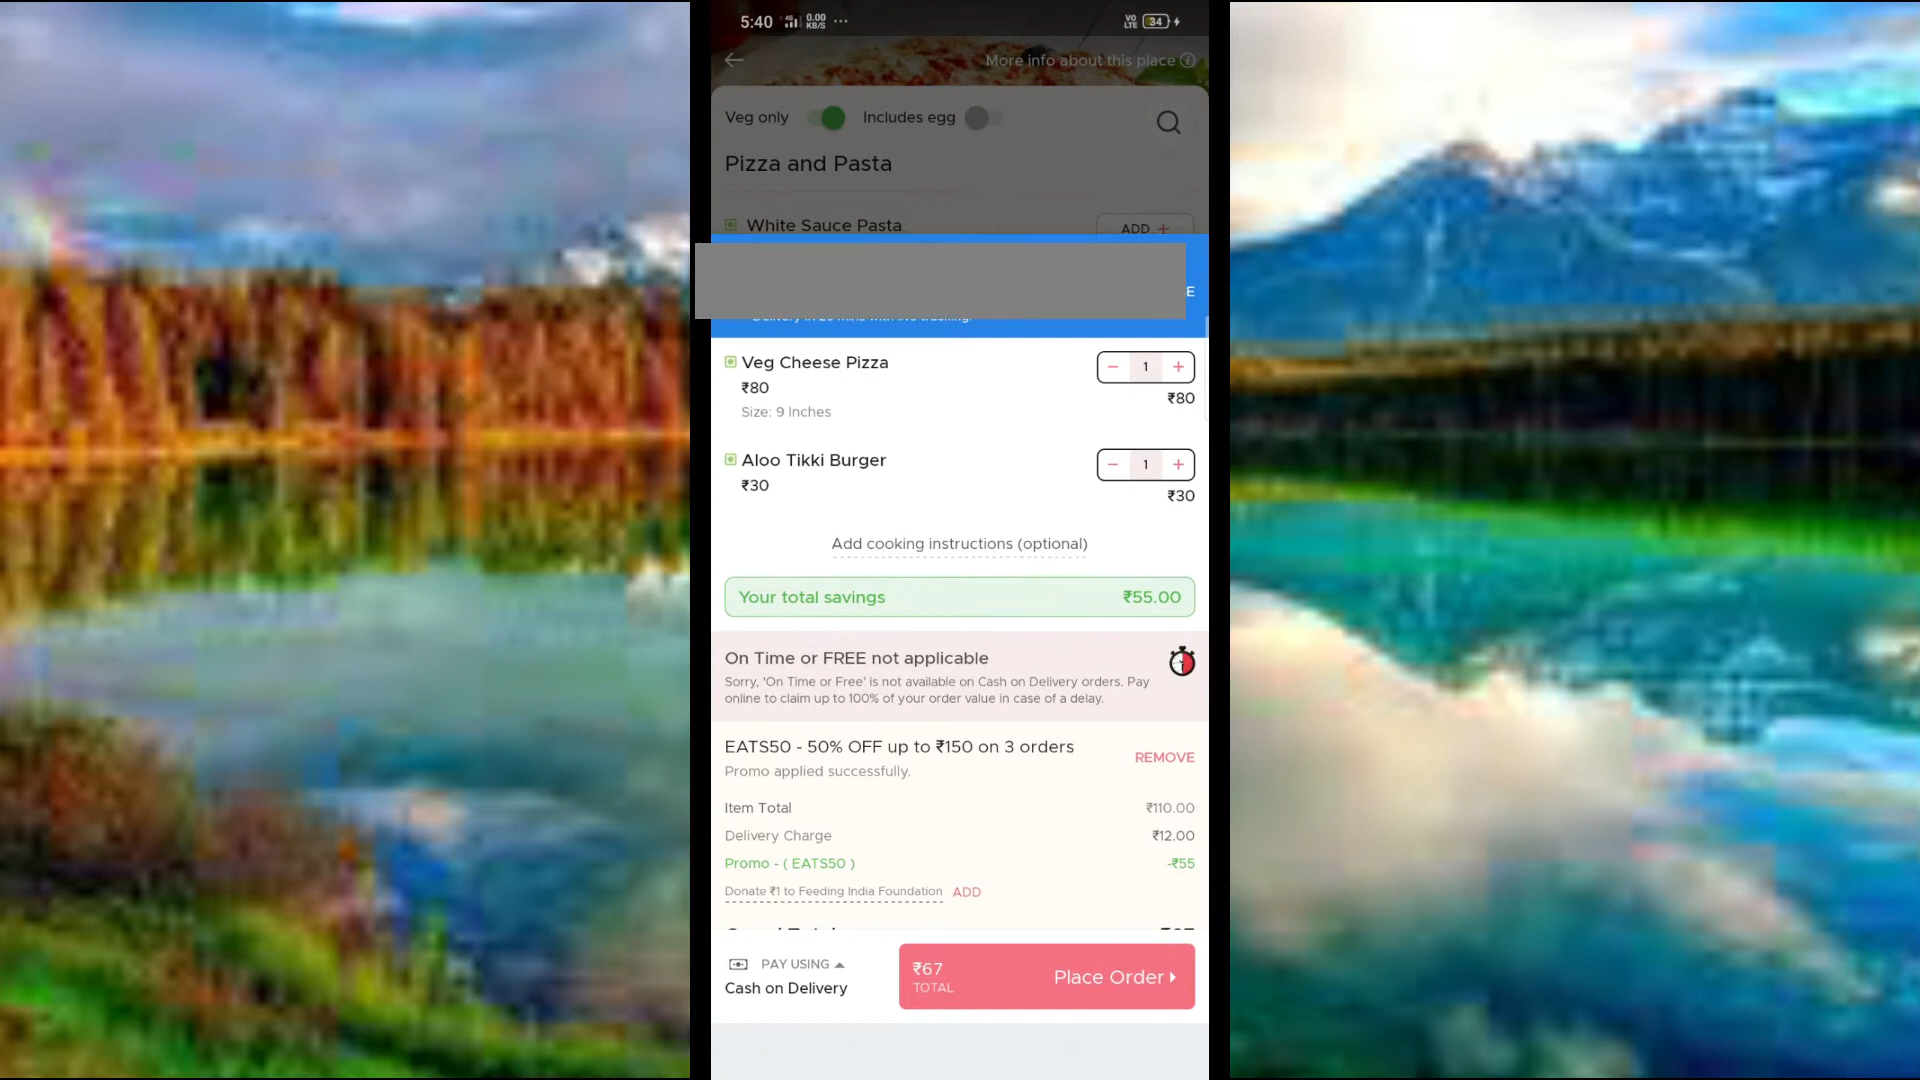 5:40 4G 0.00 KB/S ... VO LTE 34
More info about this place
Veg only Includes egg
Pizza and Pasta
White Sauce Pasta ADD +
E
Veg Cheese Pizza - 1 +
₹80
₹80
Size: 9 Inches
Aloo Tikki Burger - 1 +
₹30
₹30
Add cooking instructions (optional)
Your total savings ₹55.00
On Time or FREE not applicable
Sorry, 'On Time or Free' is not available on Cash on Delivery orders. Pay
online to claim up to 100% of your order value in case of a delay.
EATS50 - 50% OFF up to ₹150 on 3 orders
REMOVE
Promo applied successfully.
Item Total ₹110.00
Delivery Charge ₹12.00
Promo - ( EATS50 ) -₹55
Donate ₹1 to Feeding India Foundation ADD
PAY USING
Cash on Delivery
₹67
TOTAL
Place Order